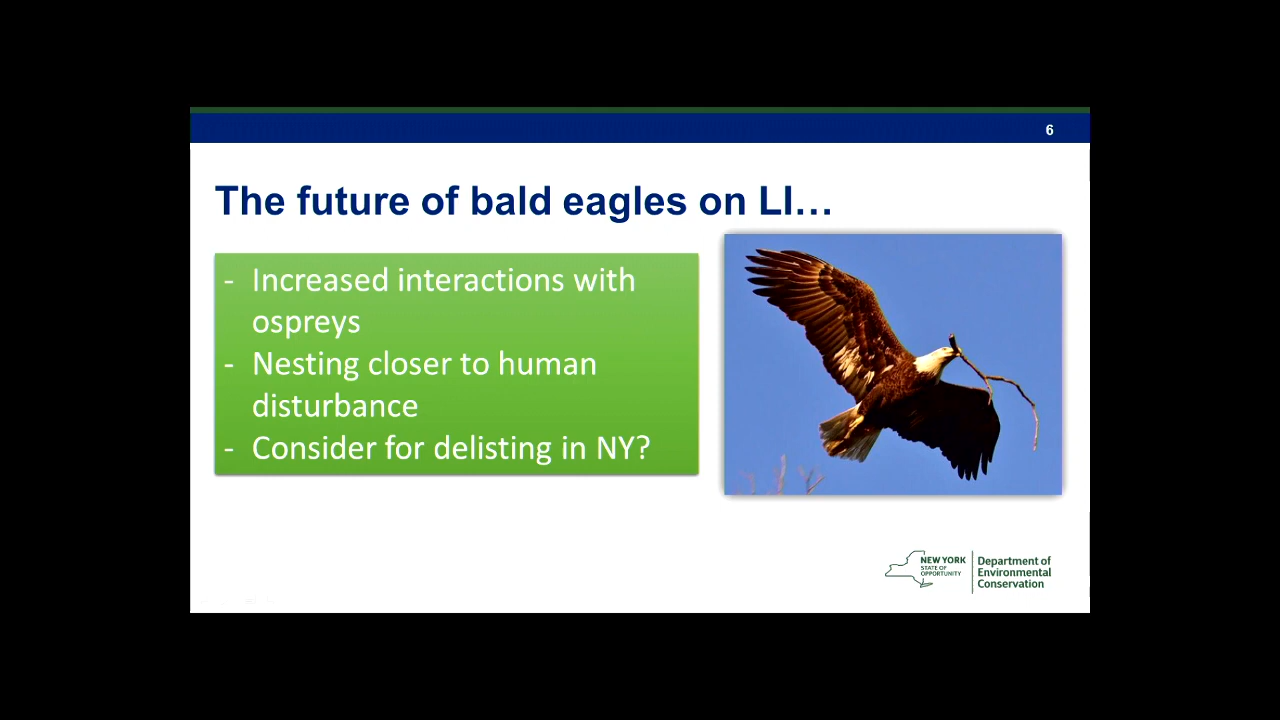 6
The future of bald eagles on LI…
- Increased interactions with
ospreys
- Nesting closer to human
disturbance
- Consider for delisting in NY?
NEW YORK
STATE OF
OPPORTUNITY
Department of
Environmental
Conservation